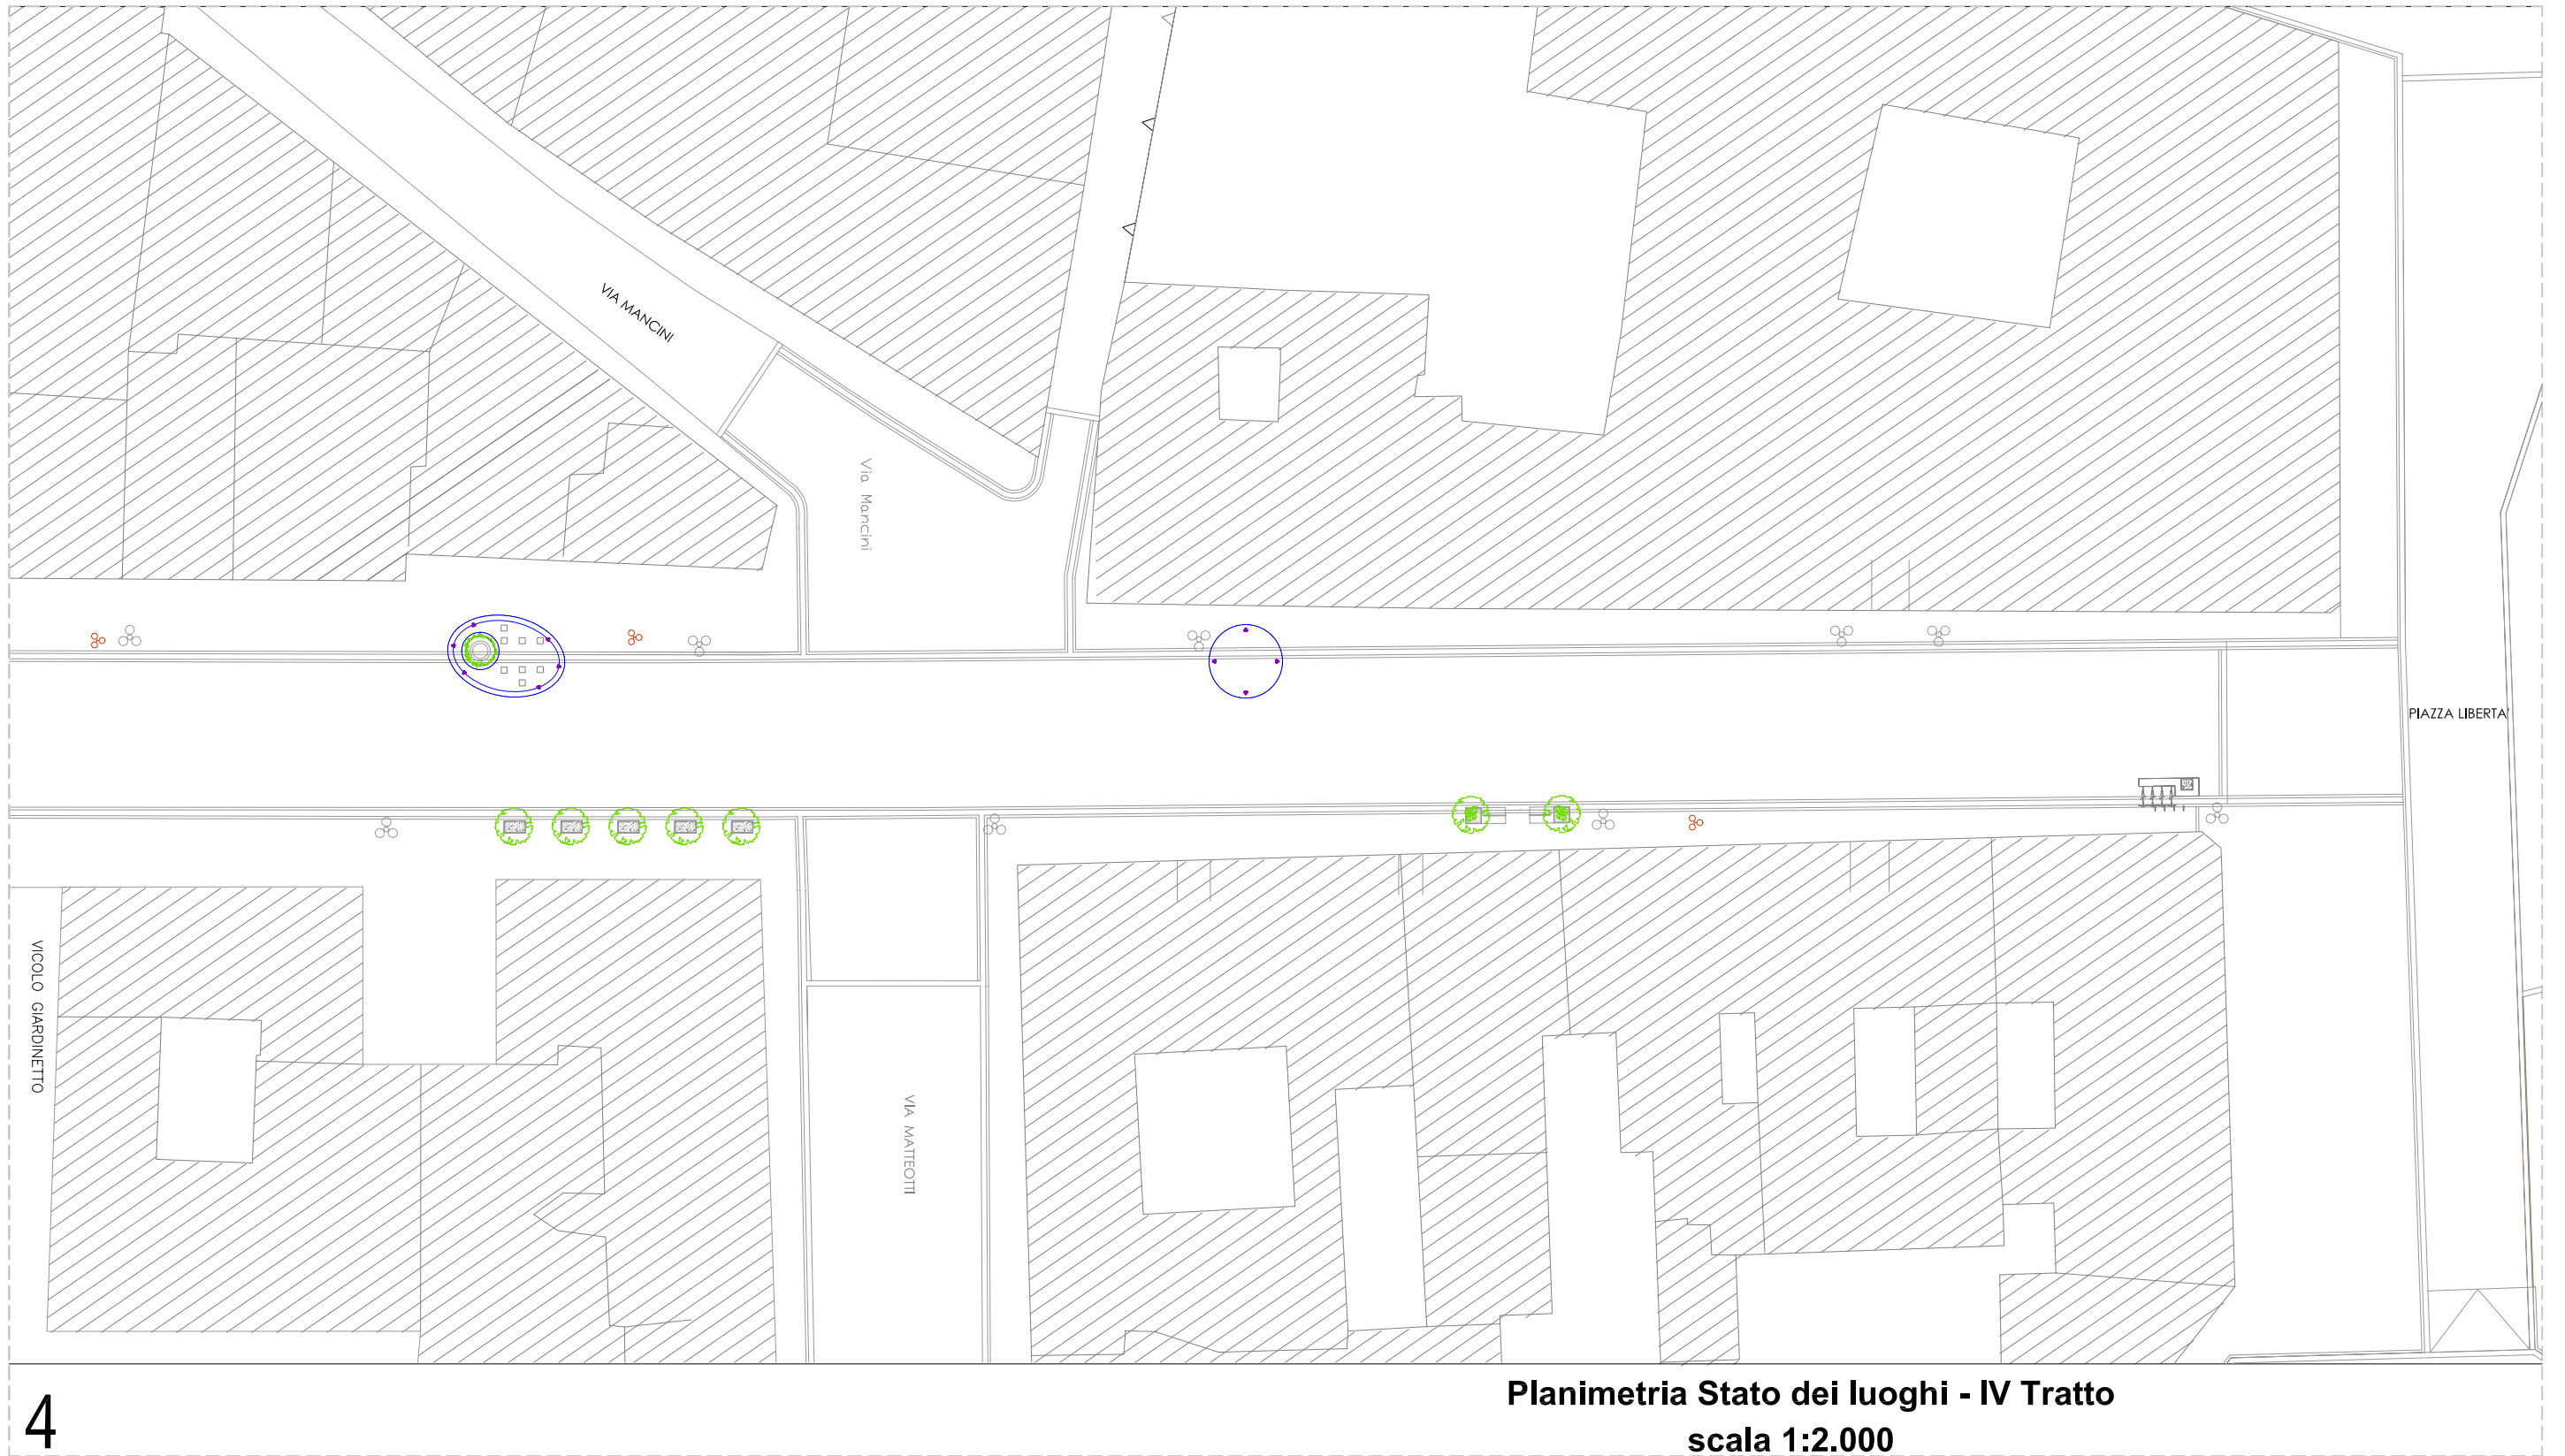 VIA MANCINI
Via Mancini
PIAZZA LIBERTA'
VICOLO GIARDINETTO
VIA MATTEOTTI
4
Planimetria Stato dei luoghi - IV Tratto
scala 1:2.000